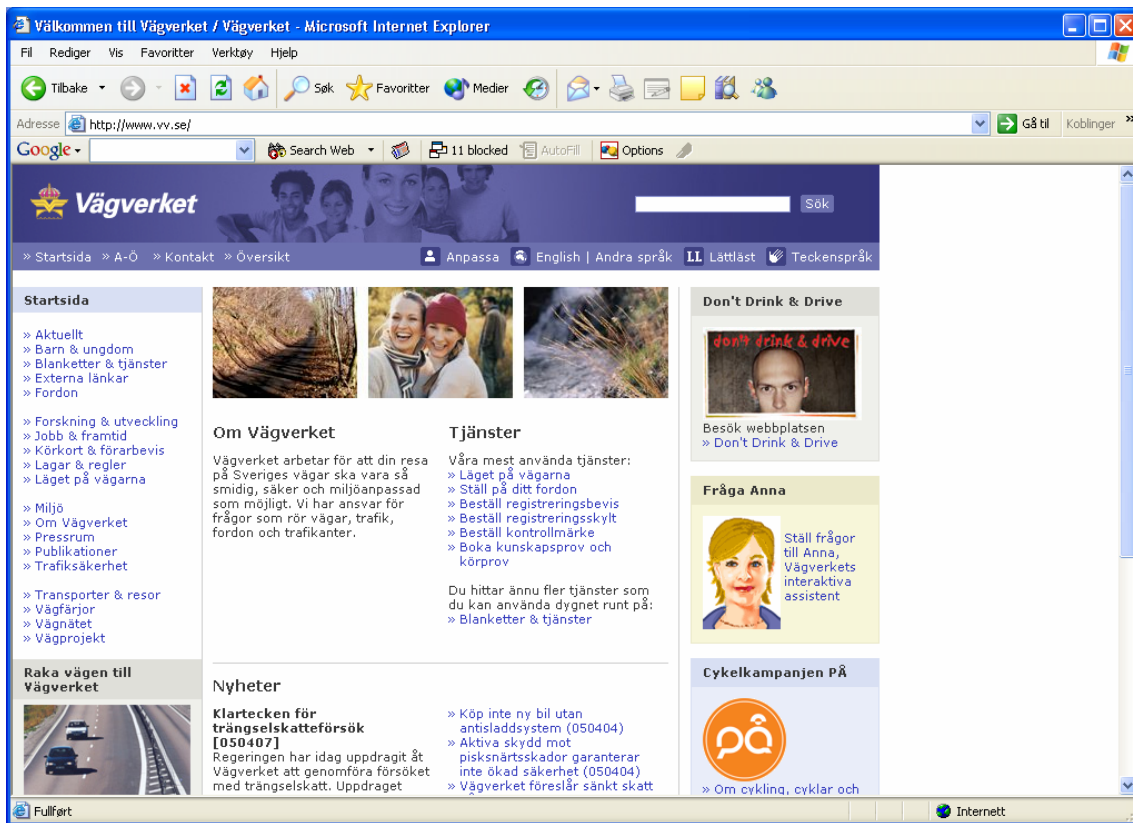 Välkommen till Vägverket / Vägverket - Microsoft Internet Explorer
Fil Rediger Vis Favoritter Verktøy Hjelp
Tilbake Søk Favoritter Medier
Adresse http://www.vv.se/ Gå til Koblinger »
Google Search Web 11 blocked AutoFill Options
Vägverket Sök
» Startsida » A-Ö » Kontakt » Översikt Anpassa English | Andra språk LL Lättläst Teckenspråk
Startsida
» Aktuellt
» Barn & ungdom
» Blanketter & tjänster
» Externa länkar
» Fordon
» Forskning & utveckling
» Jobb & framtid
» Körkort & förarbevis
» Lagar & regler
» Läget på vägarna
» Miljö
» Om Vägverket
» Pressrum
» Publikationer
» Trafiksäkerhet
» Transporter & resor
» Vägfärjor
» Vägnätet
» Vägprojekt
Raka vägen till
Vägverket
Om Vägverket
Vägverket arbetar för att din resa
på Sveriges vägar ska vara så
smidig, säker och miljöanpassad
som möjligt. Vi har ansvar för
frågor som rör vägar, trafik,
fordon och trafikanter.
Tjänster
Våra mest använda tjänster:
» Läget på vägarna
» Ställ på ditt fordon
» Beställ registreringsbevis
» Beställ registreringsskylt
» Beställ kontrollmärke
» Boka kunskapsprov och
körprov
Du hittar ännu fler tjänster som
du kan använda dygnet runt på:
» Blanketter & tjänster
Nyheter
Klartecken för
trängselskatteförsök
[050407]
Regeringen har idag uppdragit åt
Vägverket att genomföra försöket
med trängselskatt. Uppdraget
» Köp inte ny bil utan
antisladdsystem (050404)
» Aktiva skydd mot
pisksnärtsskador garanterar
inte ökad säkerhet (050404)
» Vägverket föreslår sänkt skatt
Don't Drink & Drive
don't drink & drive
Besök webbplatsen
» Don't Drink & Drive
Fråga Anna
Ställ frågor
till Anna,
Vägverkets
interaktiva
assistent
Cykelkampanjen PÅ
på
» Om cykling, cyklar och
Fullført Internett